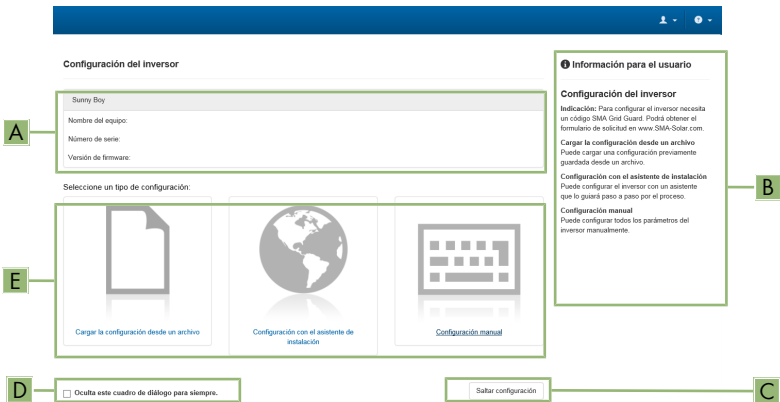 Configuración del inversor
Sunny Boy
Nombre del equipo:
Número de serie:
Versión de firmware:
A
Seleccione un tipo de configuración:
E
Cargar la configuración desde un archivo
Configuración con el asistente de
instalación
Configuración manual
D
Oculta este cuadro de diálogo para siempre.
Saltar configuración
C
Información para el usuario
Configuración del inversor
Indicación: Para configurar el inversor necesita
un código SMA Grid Guard. Podrá obtener el
formulario de solicitud en www.SMA-Solar.com.
Cargar la configuración desde un archivo
Puede cargar una configuración previamente
guardada desde un archivo.
Configuración con el asistente de instalación
Puede configurar el inversor con un asistente
que lo guiará paso a paso por el proceso.
Configuración manual
Puede configurar todos los parámetros del
inversor manualmente.
B